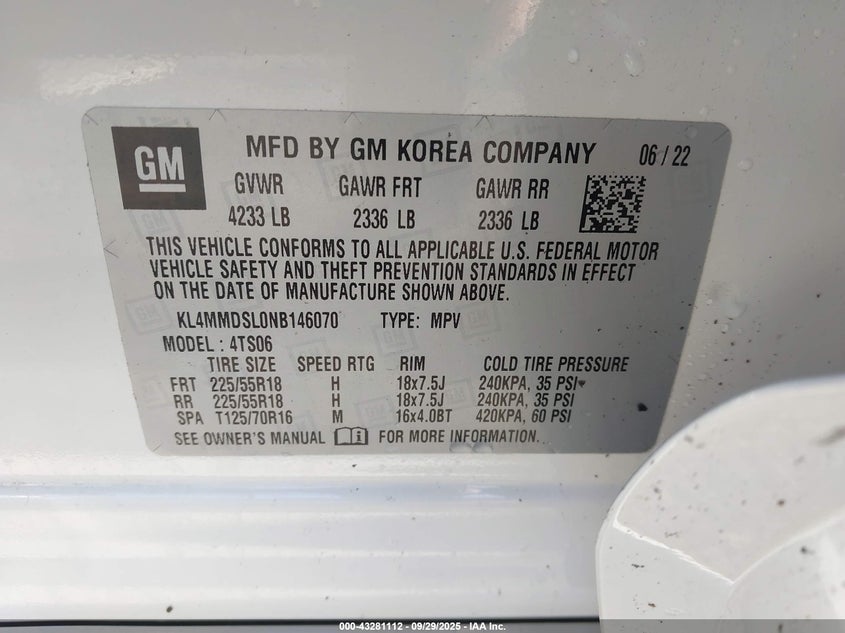 GM MFD BY GM KOREA COMPANY 06 / 22
GVWR GAWR FRT GAWR RR
4233 LB 2336 LB 2336 LB
THIS VEHICLE CONFORMS TO ALL APPLICABLE U.S. FEDERAL MOTOR
VEHICLE SAFETY AND THEFT PREVENTION STANDARDS IN EFFECT
ON THE DATE OF MANUFACTURE SHOWN ABOVE.
KL4MMDSL0NB146070 TYPE: MPV
MODEL : 4TS06
TIRE SIZE SPEED RTG RIM COLD TIRE PRESSURE
FRT 225/55R18 H 18x7.5J 240KPA, 35 PSI
RR 225/55R18 H 18x7.5J 240KPA, 35 PSI
SPA T125/70R16 M 16x4.0BT 420KPA, 60 PSI
SEE OWNER'S MANUAL FOR MORE INFORMATION.
000-43281112 - 09/29/2025 - IAA Inc.